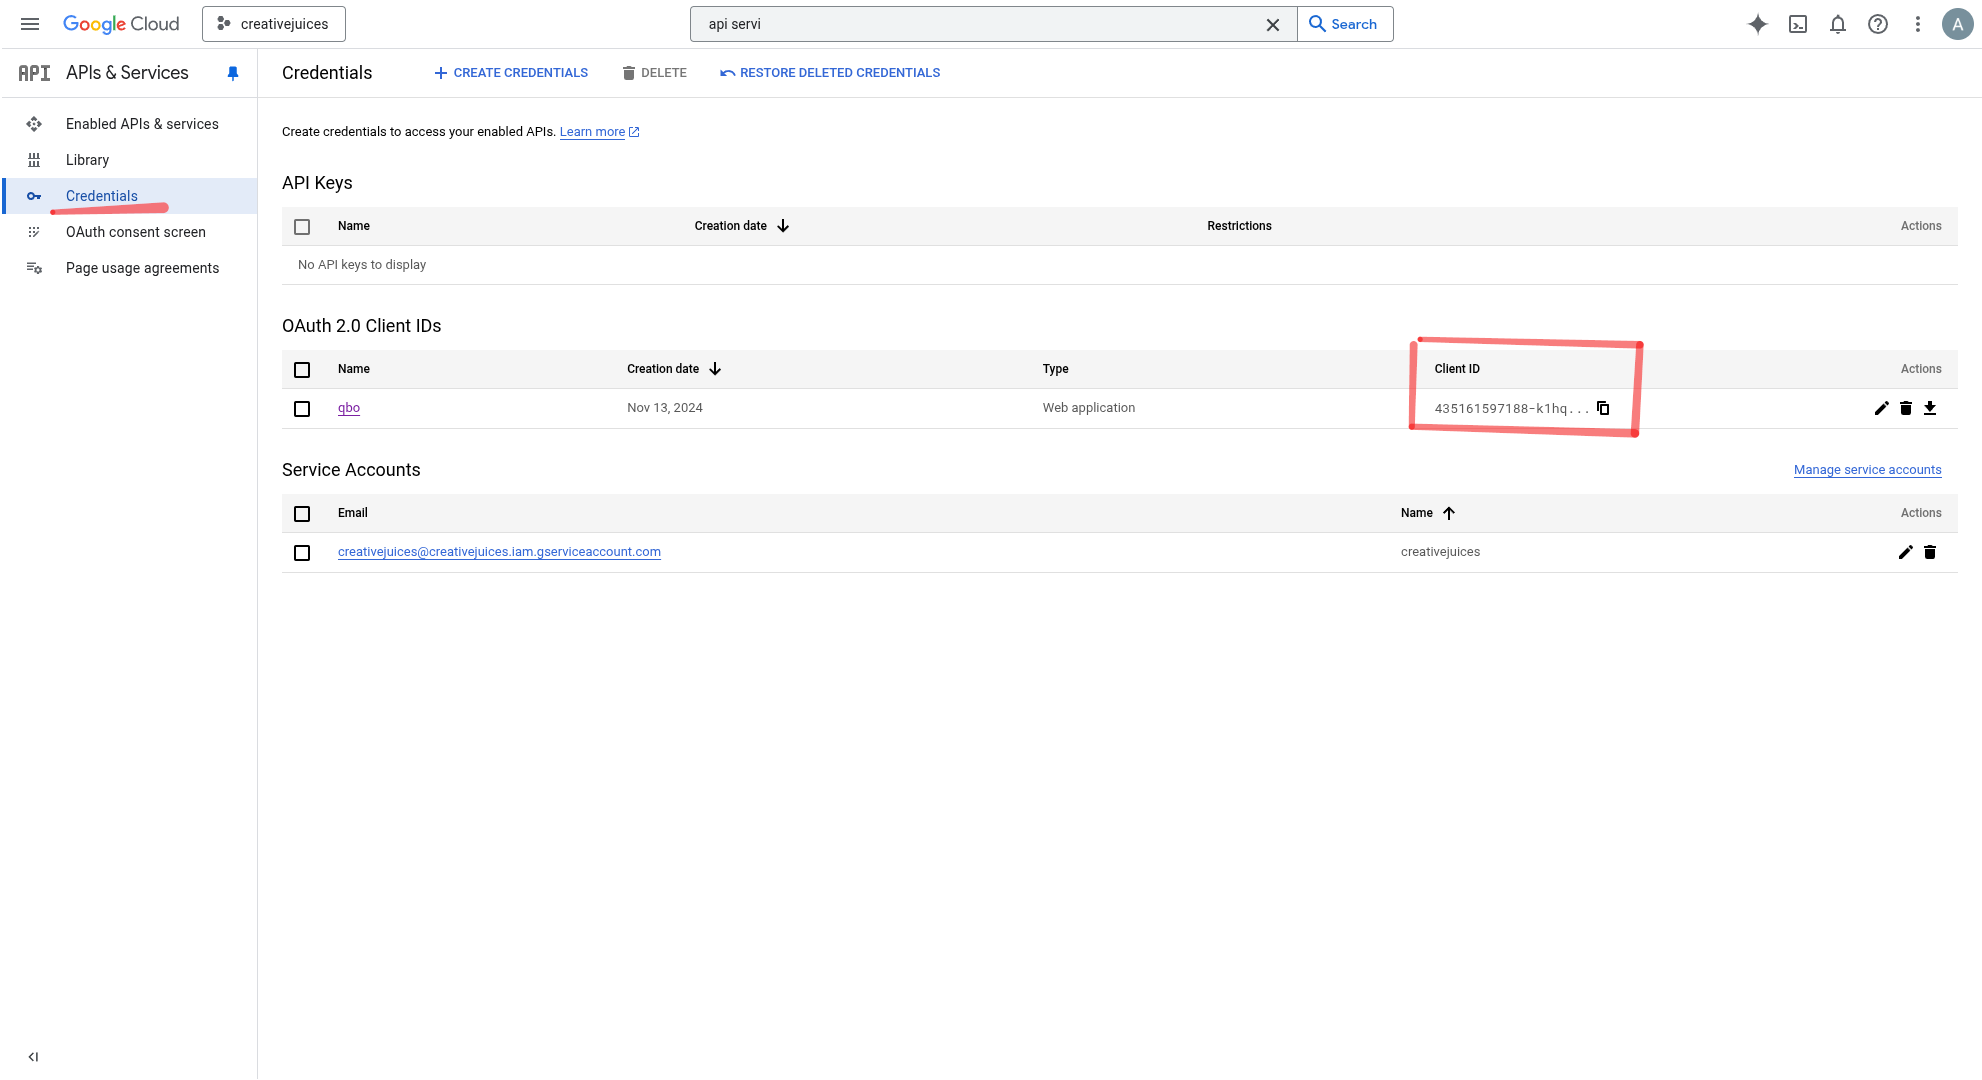 Google Cloud
creativejuices
api servi
Search
A
API
APIs & Services
Enabled APIs & services
Library
Credentials
OAuth consent screen
Page usage agreements
Credentials
CREATE CREDENTIALS
DELETE
RESTORE DELETED CREDENTIALS
Create credentials to access your enabled APIs. Learn more
API Keys
Name Creation date Restrictions Actions
No API keys to display
OAuth 2.0 Client IDs
Name Creation date Type Client ID Actions
qbo Nov 13, 2024 Web application 435161597188-k1hq...
Service Accounts
Manage service accounts
Email Name Actions
creativejuices@creativejuices.iam.gserviceaccount.com creativejuices